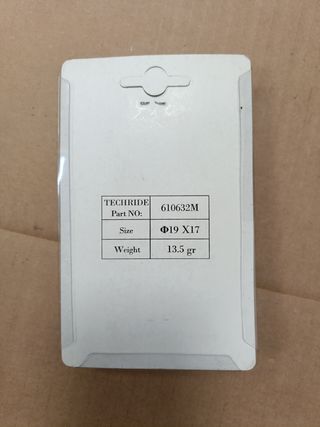 TECHRIDE
Part NO:
610632M
Size
Φ19 X17
Weight
13.5 gr